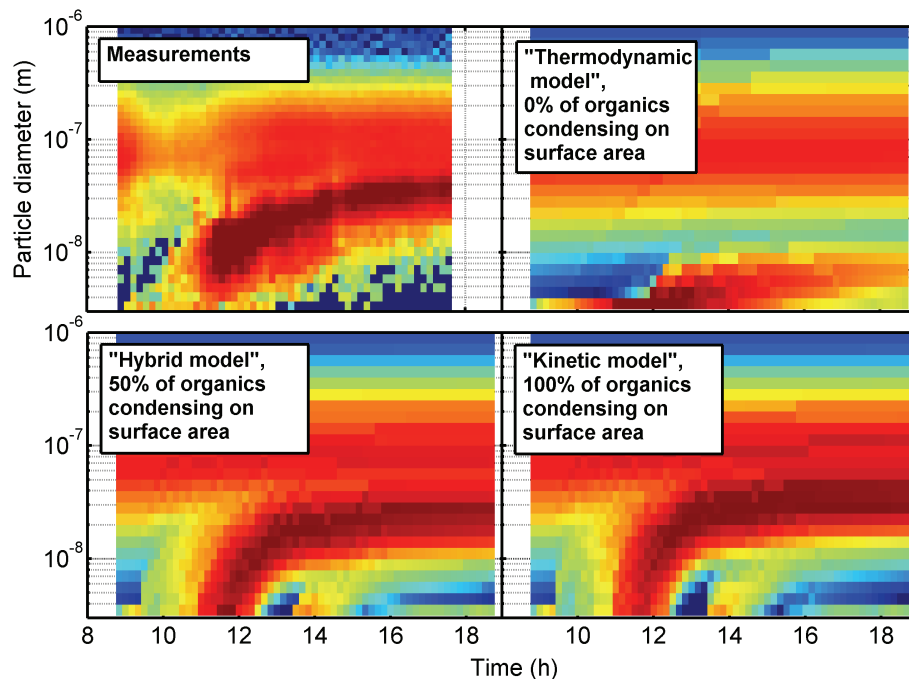 10-6
Measurements
"Thermodynamic
model",
0% of organics
condensing on
surface area
10-7
10-8
Particle diameter (m)
10-6
"Hybrid model",
50% of organics
condensing on
surface area
"Kinetic model",
100% of organics
condensing on
surface area
10-7
10-8
8 10 12 14 16 18 10 12 14 16 18
Time (h)